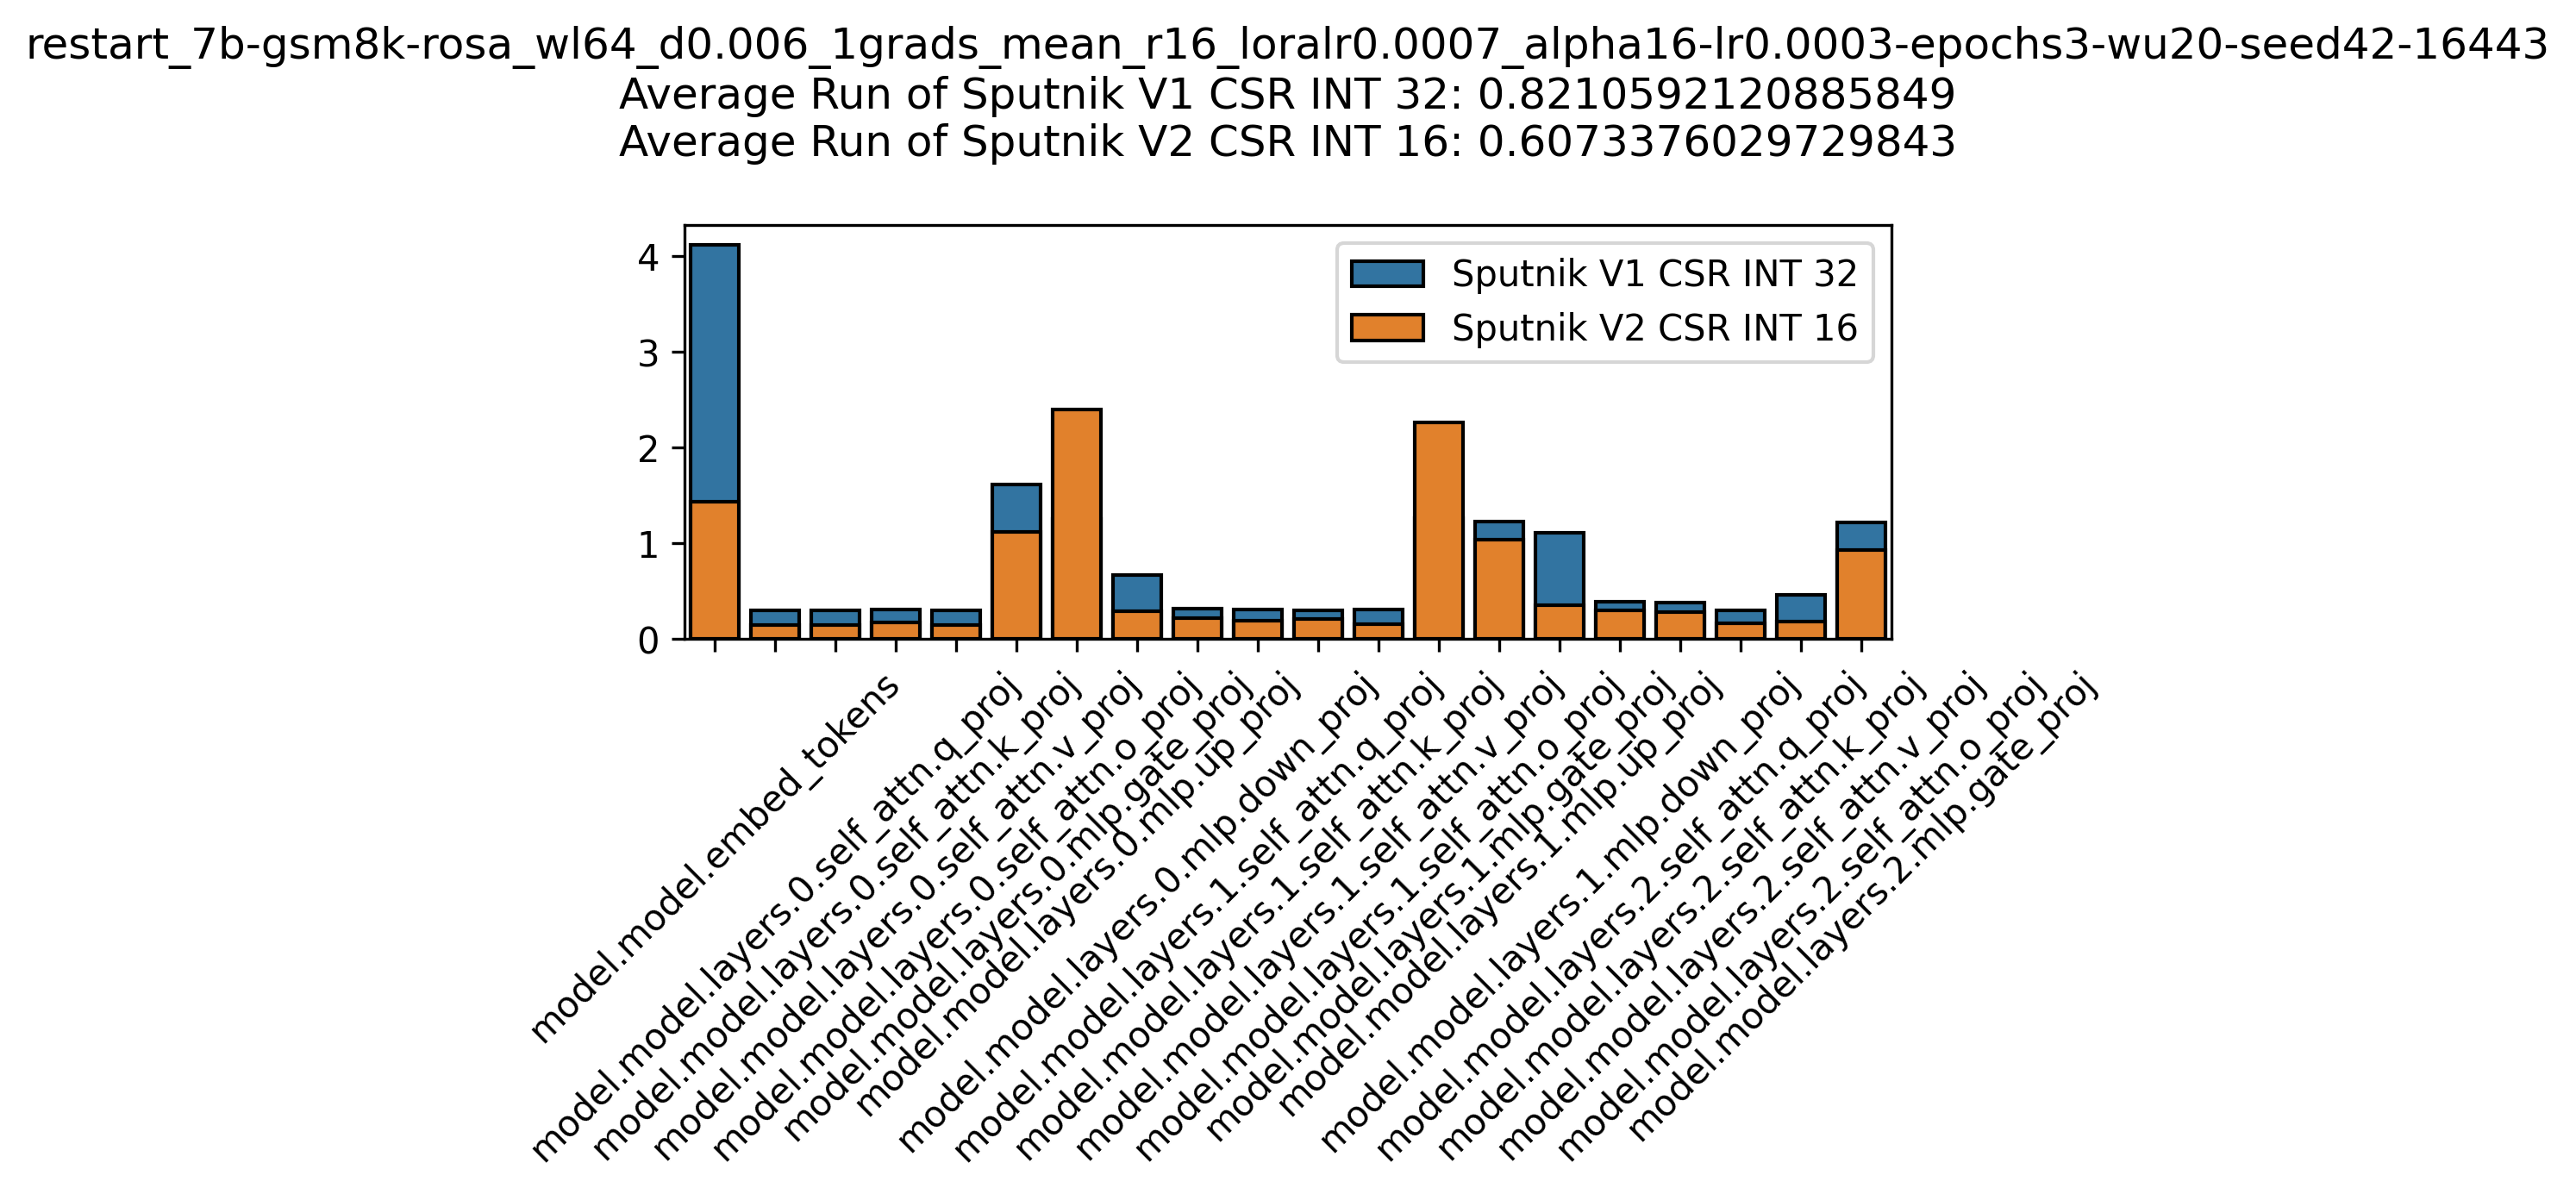 restart_7b-gsm8k-rosa_wl64_d0.006_1grads_mean_r16_loralr0.0007_alpha16-lr0.0003-epochs3-wu20-seed42-16443
Average Run of Sputnik V1 CSR INT 32: 0.8210592120885849
Average Run of Sputnik V2 CSR INT 16: 0.6073376029729843
Sputnik V1 CSR INT 32
Sputnik V2 CSR INT 16
4
3
2
1
0
model.model.embed_tokens
model.model.layers.0.self_attn.q_proj
model.model.layers.0.self_attn.k_proj
model.model.layers.0.self_attn.v_proj
model.model.layers.0.self_attn.o_proj
model.model.layers.0.mlp.gate_proj
model.model.layers.0.mlp.up_proj
model.model.layers.0.mlp.down_proj
model.model.layers.1.self_attn.q_proj
model.model.layers.1.self_attn.k_proj
model.model.layers.1.self_attn.v_proj
model.model.layers.1.self_attn.o_proj
model.model.layers.1.mlp.gate_proj
model.model.layers.1.mlp.up_proj
model.model.layers.1.mlp.down_proj
model.model.layers.2.self_attn.q_proj
model.model.layers.2.self_attn.k_proj
model.model.layers.2.self_attn.v_proj
model.model.layers.2.self_attn.o_proj
model.model.layers.2.mlp.gate_proj